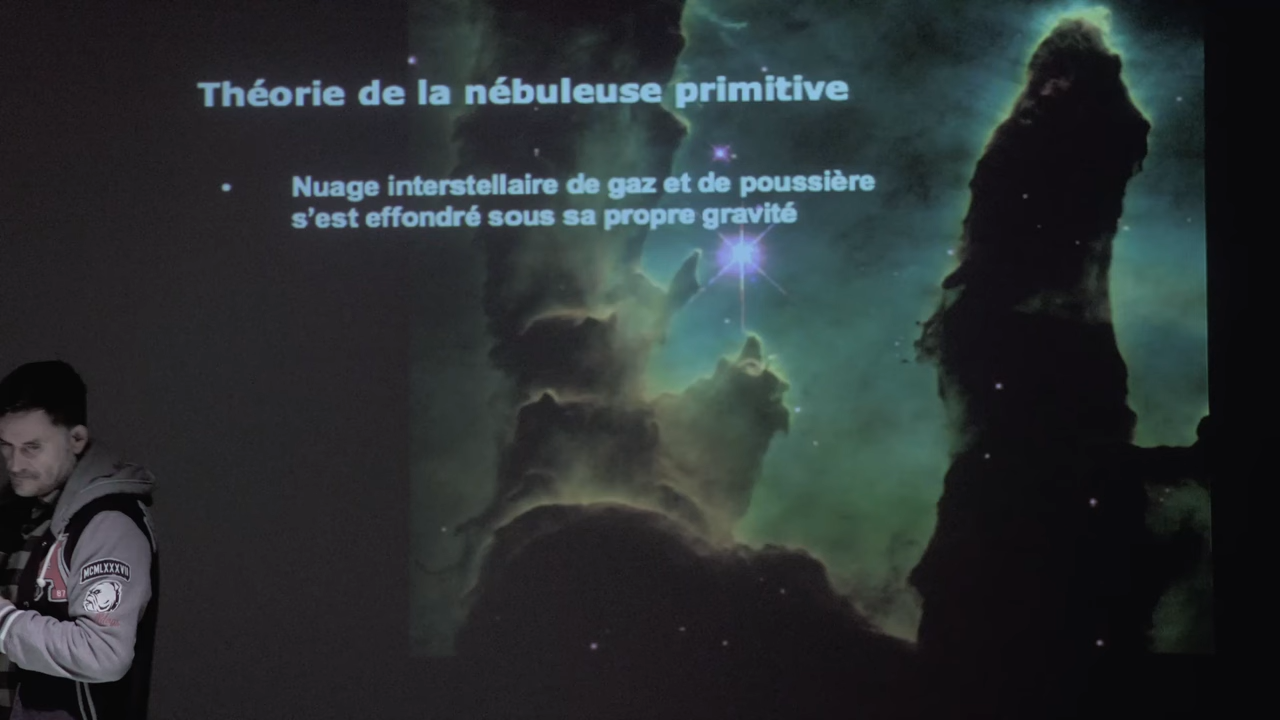 Théorie de la nébuleuse primitive
• Nuage interstellaire de gaz et de poussière
s'est effondré sous sa propre gravité
MCMLXXXVII
87